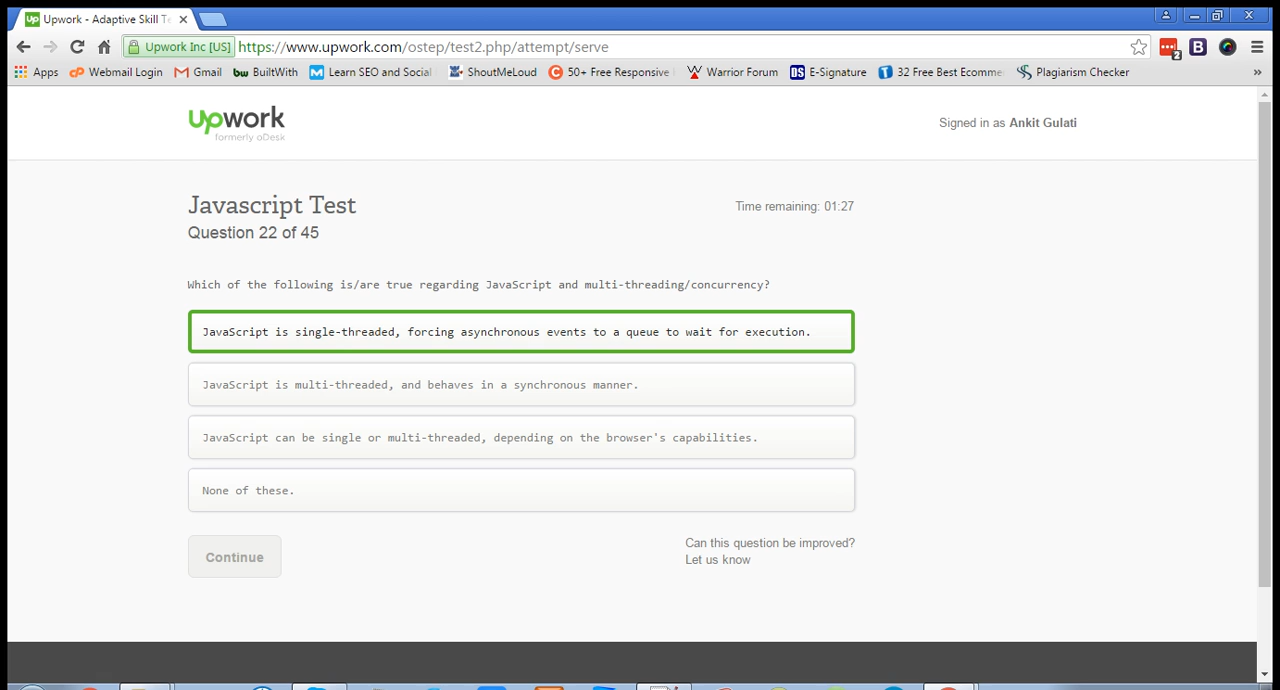 Upwork - Adaptive Skill Te
Upwork Inc [US] https://www.upwork.com/ostep/test2.php/attempt/serve
2 B
Apps Webmail Login Gmail bw BuiltWith Learn SEO and Social ShoutMeLoud 50+ Free Responsive Warrior Forum DS E-Signature 32 Free Best Ecomme Plagiarism Checker »
upwork
formerly oDesk
Signed in as Ankit Gulati
Javascript Test
Time remaining: 01:27
Question 22 of 45
Which of the following is/are true regarding JavaScript and multi-threading/concurrency?
JavaScript is single-threaded, forcing asynchronous events to a queue to wait for execution.
JavaScript is multi-threaded, and behaves in a synchronous manner.
JavaScript can be single or multi-threaded, depending on the browser's capabilities.
None of these.
Continue
Can this question be improved?
Let us know